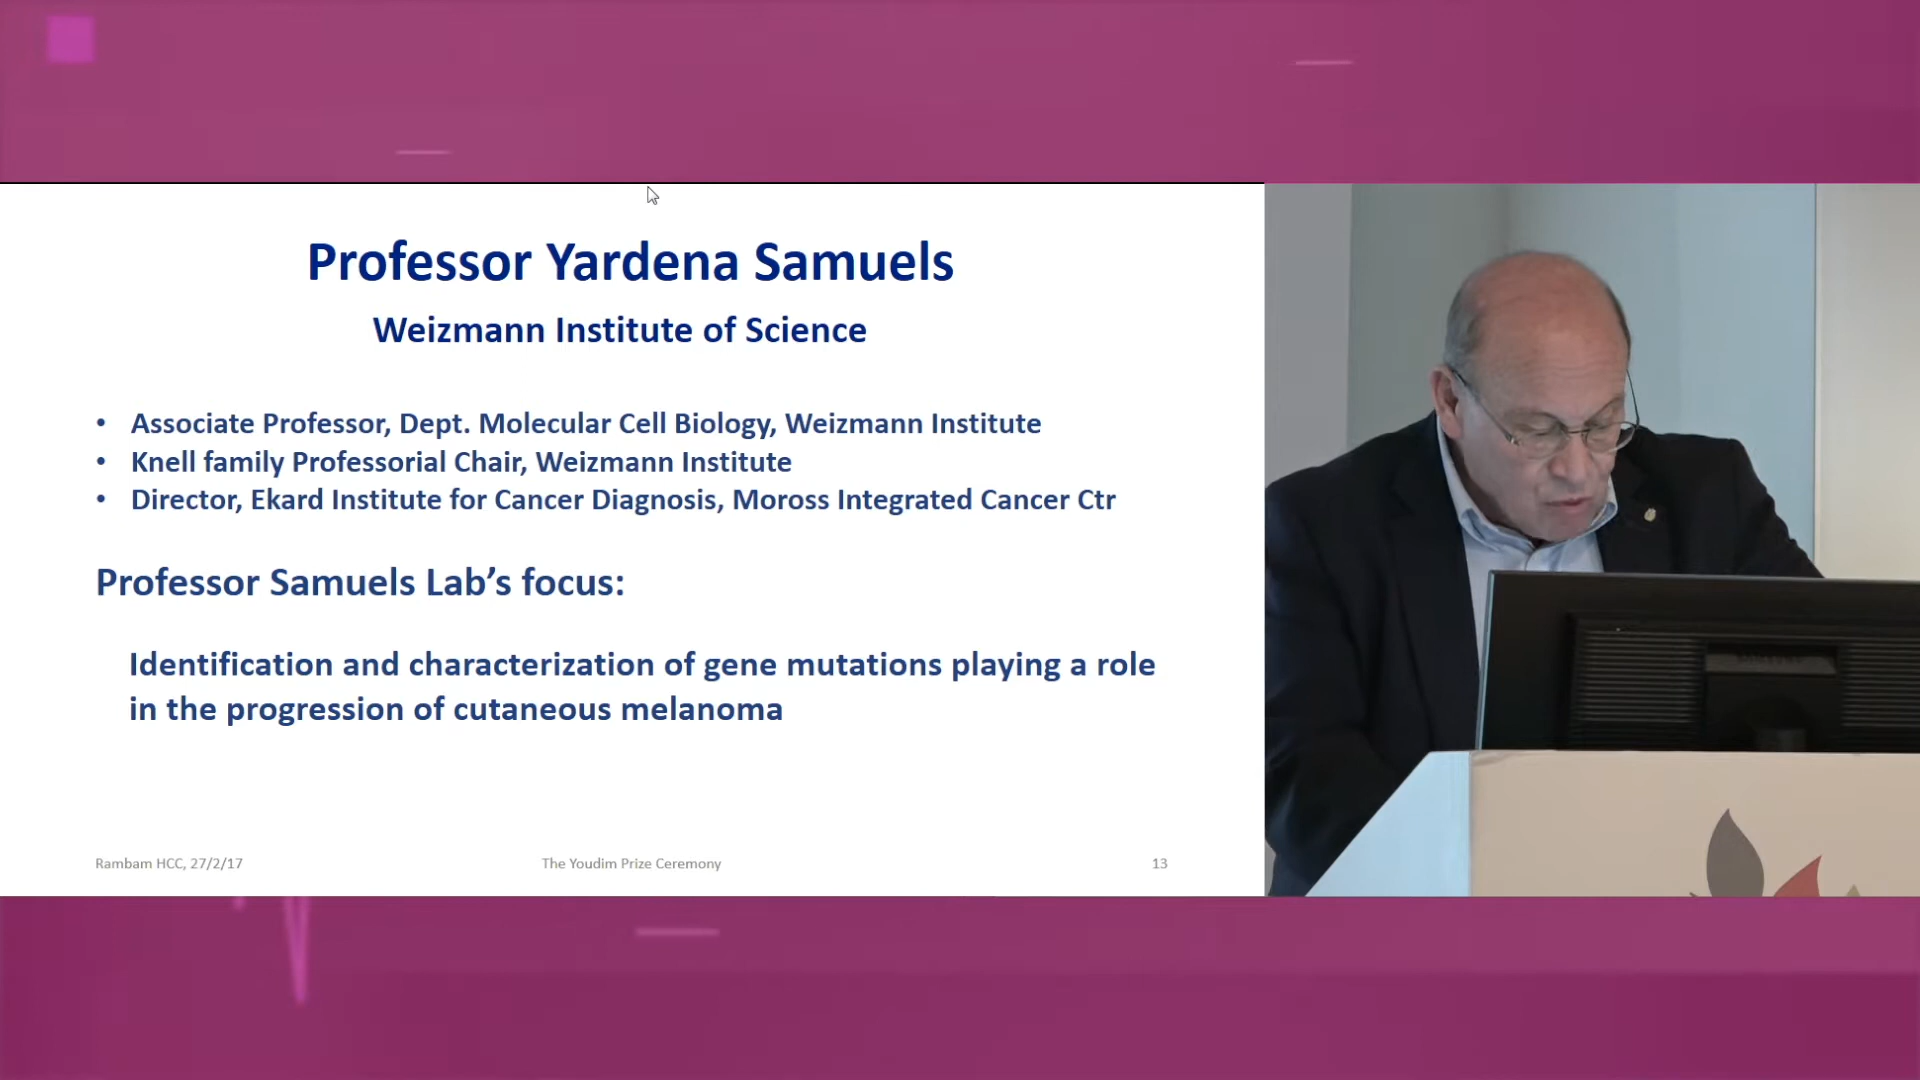 Professor Yardena Samuels
Weizmann Institute of Science
• Associate Professor, Dept. Molecular Cell Biology, Weizmann Institute
• Knell family Professorial Chair, Weizmann Institute
• Director, Ekard Institute for Cancer Diagnosis, Moross Integrated Cancer Ctr
Professor Samuels Lab’s focus:
Identification and characterization of gene mutations playing a role
in the progression of cutaneous melanoma
Rambam HCC, 27/2/17
The Youdim Prize Ceremony
13